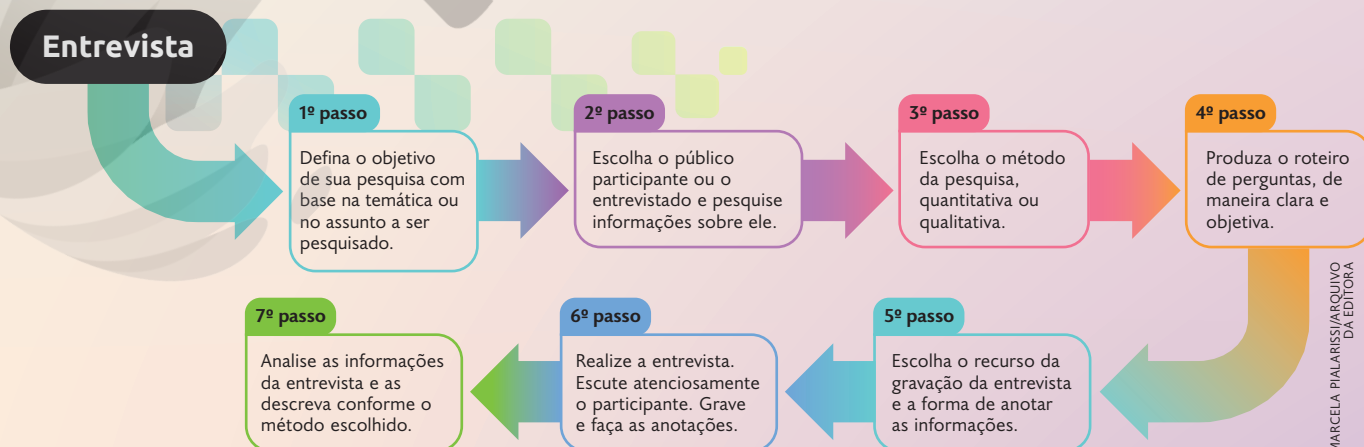 Entrevista
1º passo
Defina o objetivo
de sua pesquisa com
base na temática ou
no assunto a ser
pesquisado.
2º passo
Escolha o público
participante ou o
entrevistado e pesquise
informações sobre ele.
3º passo
Escolha o método
da pesquisa,
quantitativa ou
qualitativa.
4º passo
Produza o roteiro
de perguntas, de
maneira clara e
objetiva.
5º passo
Escolha o recurso da
gravação da entrevista
e a forma de anotar
as informações.
6º passo
Realize a entrevista.
Escute atenciosamente
o participante. Grave
e faça as anotações.
7º passo
Analise as informações
da entrevista e as
descreva conforme o
método escolhido.
MARCELA PIALARISSI/ARQUIVO
DA EDITORA